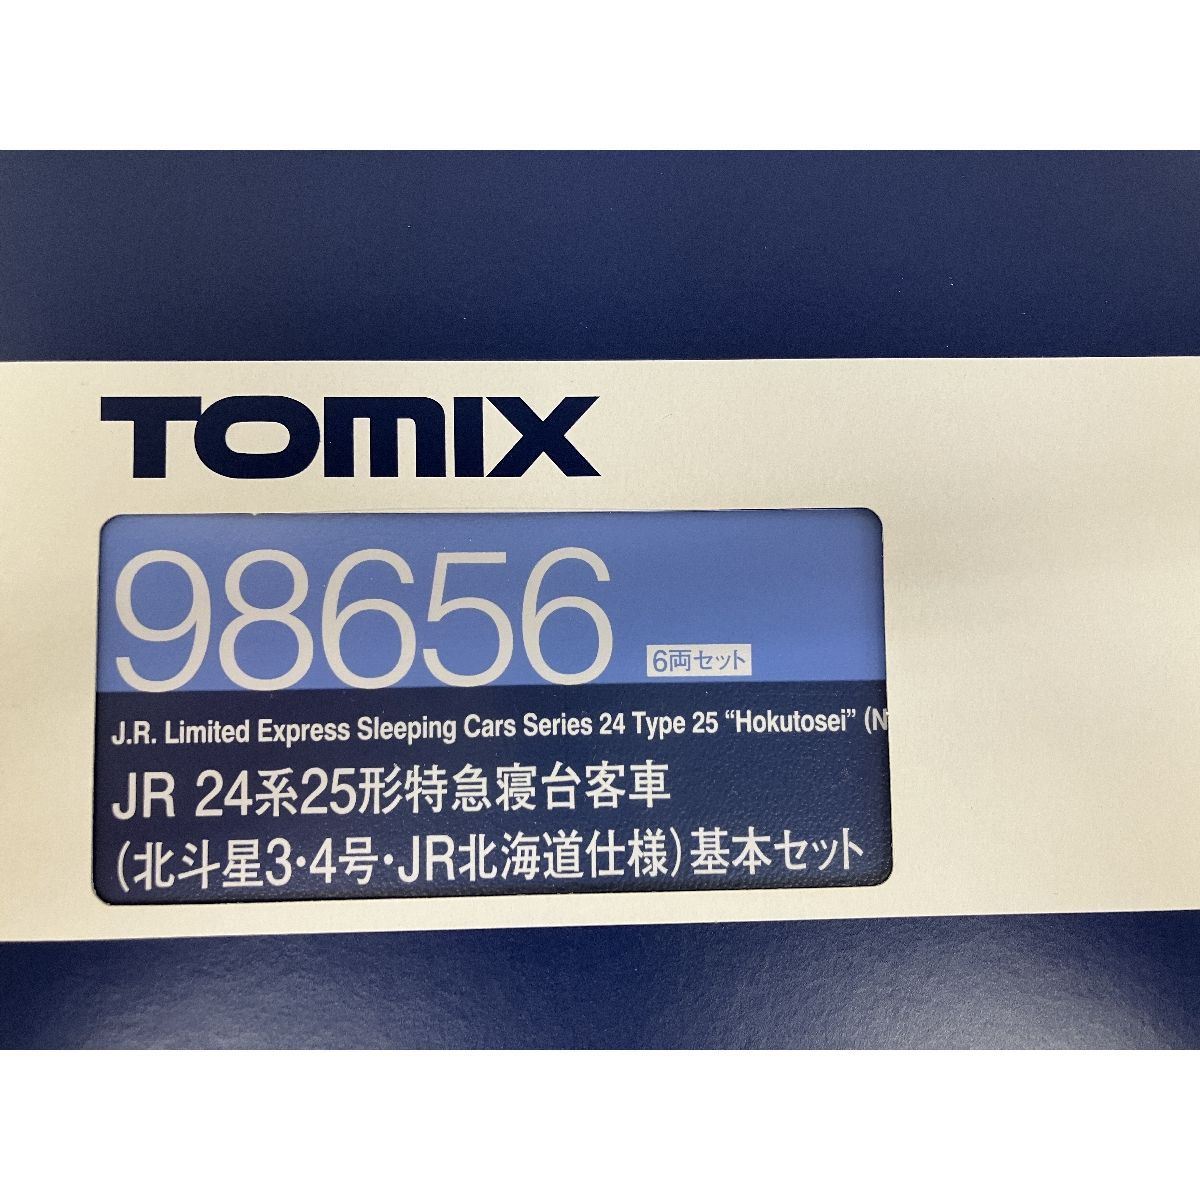 TOMIX
98656
6両セット
J.R. Limited Express Sleeping Cars Series 24 Type 25 “Hokutosei” (N
JR 24系25形特急寝台客車
(北斗星3・4号・JR北海道仕様)基本セット